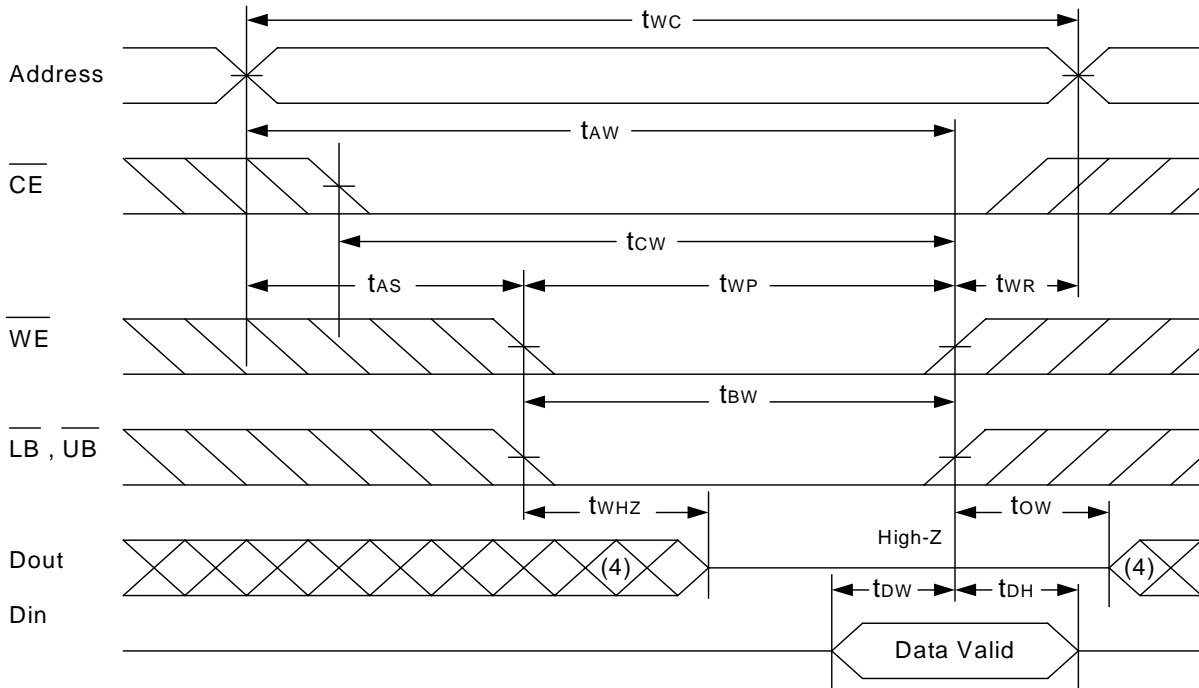 tWC
Address
tAW
CE
tCW
tAS tWP tWR
WE
tBW
LB , UB
tWHZ tOW
High-Z
Dout (4) (4)
tDW tDH
Din
Data Valid